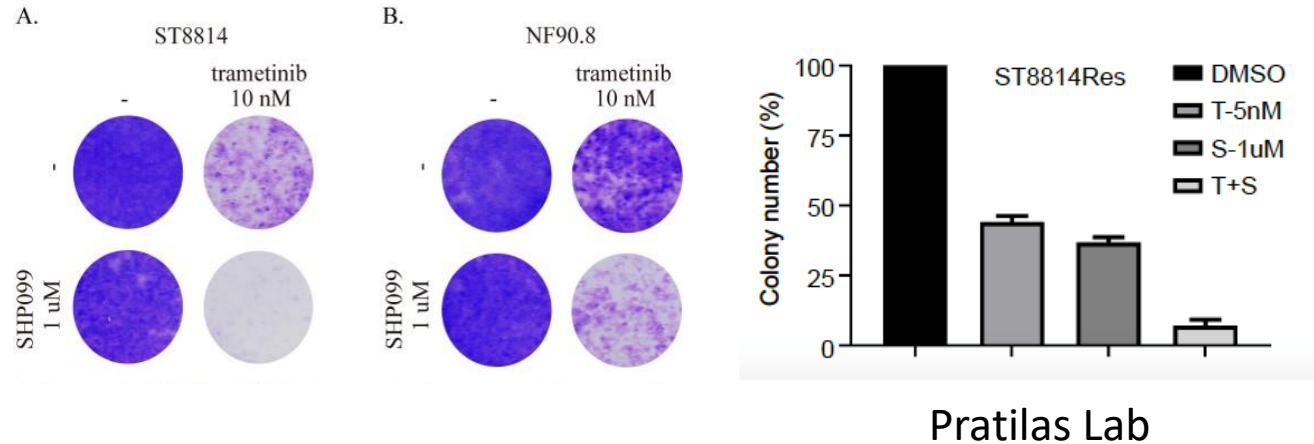 A.
ST8814
trametinib
- 10 nM
-
SHP099
1 uM
B.
NF90.8
trametinib
- 10 nM
-
SHP099
1 uM
Colony number (%)
100
75
50
25
0
ST8814Res
DMSO
T-5nM
S-1uM
T+S
Pratilas Lab